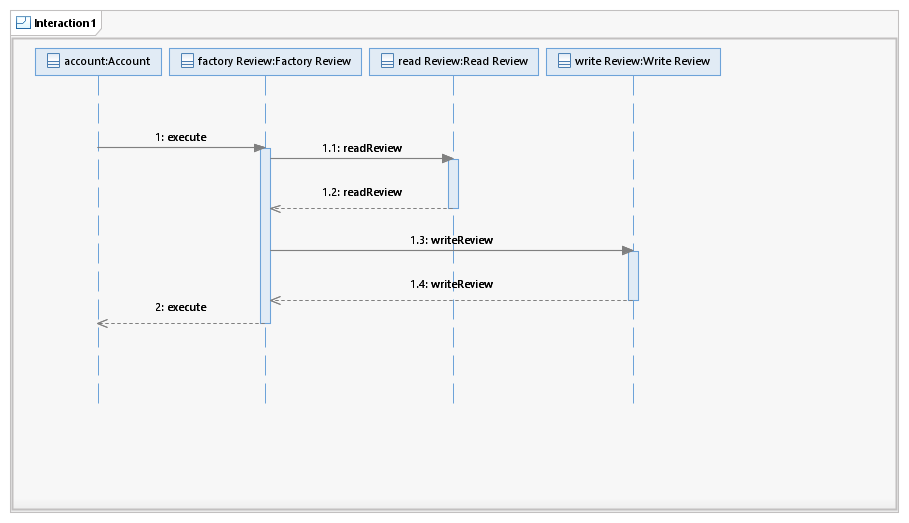 Interaction1
account:Account
factory Review:Factory Review
read Review:Read Review
write Review:Write Review
1: execute
1.1: readReview
1.2: readReview
1.3: writeReview
1.4: writeReview
2: execute